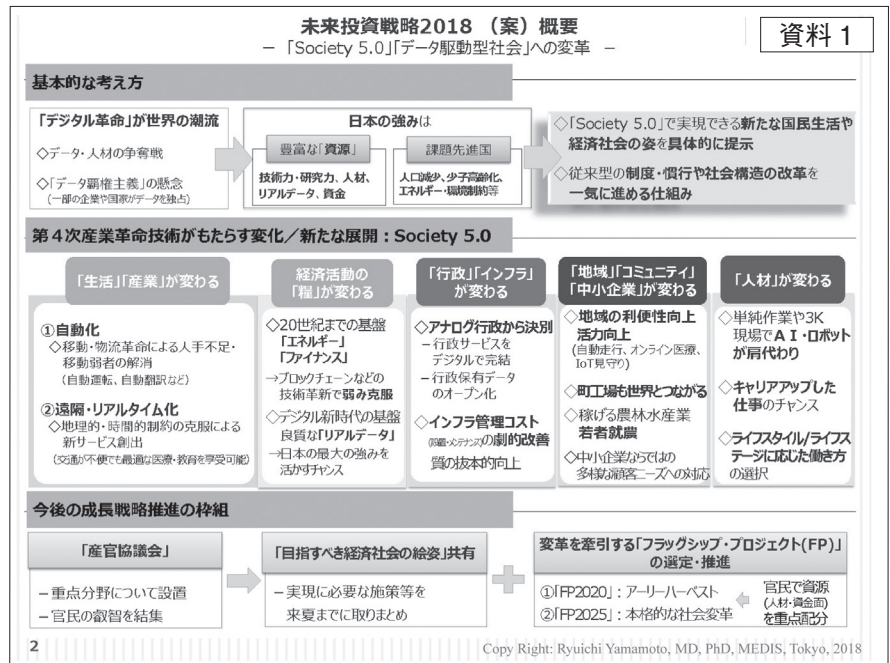 未来投資戦略2018 （案）概要
− ｢Society 5.0｣｢データ駆動型社会｣への変革 −
資料１
基本的な考え方
｢デジタル革命｣が世界の潮流
◇データ・人材の争奪戦
◇｢データ覇権主義｣の懸念
(一部の企業や国家がデータを独占)
日本の強みは
豊富な｢資源｣
技術力・研究力、人材、
リアルデータ、資金
課題先進国
人口減少、少子高齢化、
エネルギー・環境制約等
◇｢Society 5.0｣で実現できる新たな国民生活や
経済社会の姿を具体的に提示
◇従来型の制度・慣行や社会構造の改革を
一気に進める仕組み
第４次産業革命技術がもたらす変化／新たな展開：Society 5.0
｢生活｣｢産業｣が変わる
①自動化
◇移動・物流革命による人手不足・
移動弱者の解消
(自動運転、自動翻訳など)
②遠隔・リアルタイム化
◇地理的・時間的制約の克服による
新サービス創出
(交通が不便でも最適な医療・教育を享受可能)
経済活動の
｢糧｣が変わる
◇20世紀までの基盤
｢エネルギー｣
｢ファイナンス｣
→ブロックチェーンなどの
技術革新で弱み克服
◇デジタル新時代の基盤
良質な｢リアルデータ｣
→日本の最大の強みを
活かすチャンス
｢行政｣｢インフラ｣
が変わる
◇アナログ行政から決別
−行政サービスを
デジタルで完結
−行政保有データ
のオープン化
◇インフラ管理コスト
の劇的改善
質の抜本的向上
｢地域｣｢コミュニティ｣
｢中小企業｣が変わる
◇地域の利便性向上
活力向上
(自動走行、オンライン医療、
IoT見守り)
◇町工場も世界とつながる
◇稼げる農林水産業
若者就農
◇中小企業ならではの
多様な顧客ニーズへの対応
｢人材｣が変わる
◇単純作業や3K
現場でＡＩ・ロボット
が肩代わり
◇キャリアアップした
仕事のチャンス
◇ライフスタイル/ライフス
テージに応じた働き方
の選択
今後の成長戦略推進の枠組
｢産官協議会｣
−重点分野について設置
−官民の叡智を結集
｢目指すべき経済社会の絵姿｣共有
−実現に必要な施策等を
来夏までに取りまとめ
変革を牽引する｢フラッグシップ・プロジェクト(FP)｣
の選定・推進
①｢FP2020｣：アーリーハーベスト
②｢FP2025｣：本格的な社会変革
官民で資源
(人材・資金面)
を重点配分
2
Copy Right: Ryuichi Yamamoto, MD, PhD, MEDIS, Tokyo, 2018